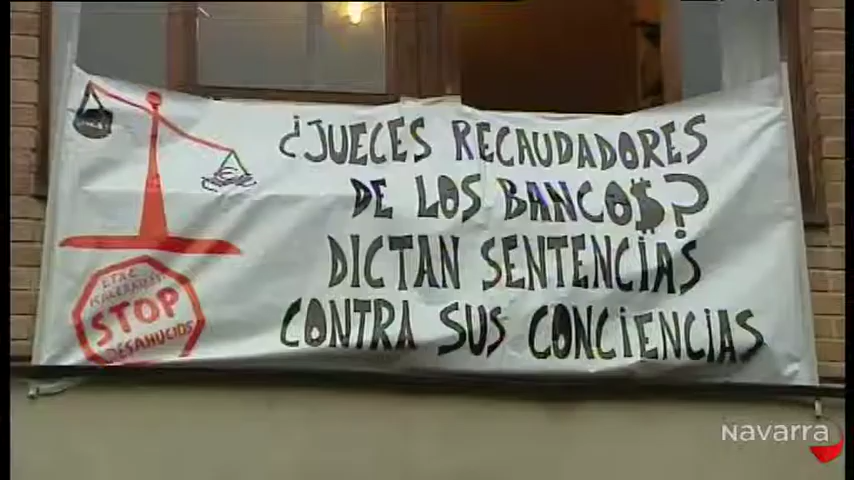 ¿JUECES RECAUDADORES
DE LOS BANCO$?
DICTAN SENTENCIAS
CONTRA SUS CONCIENCIAS
STOP
DESAHUCIOS
Navarra